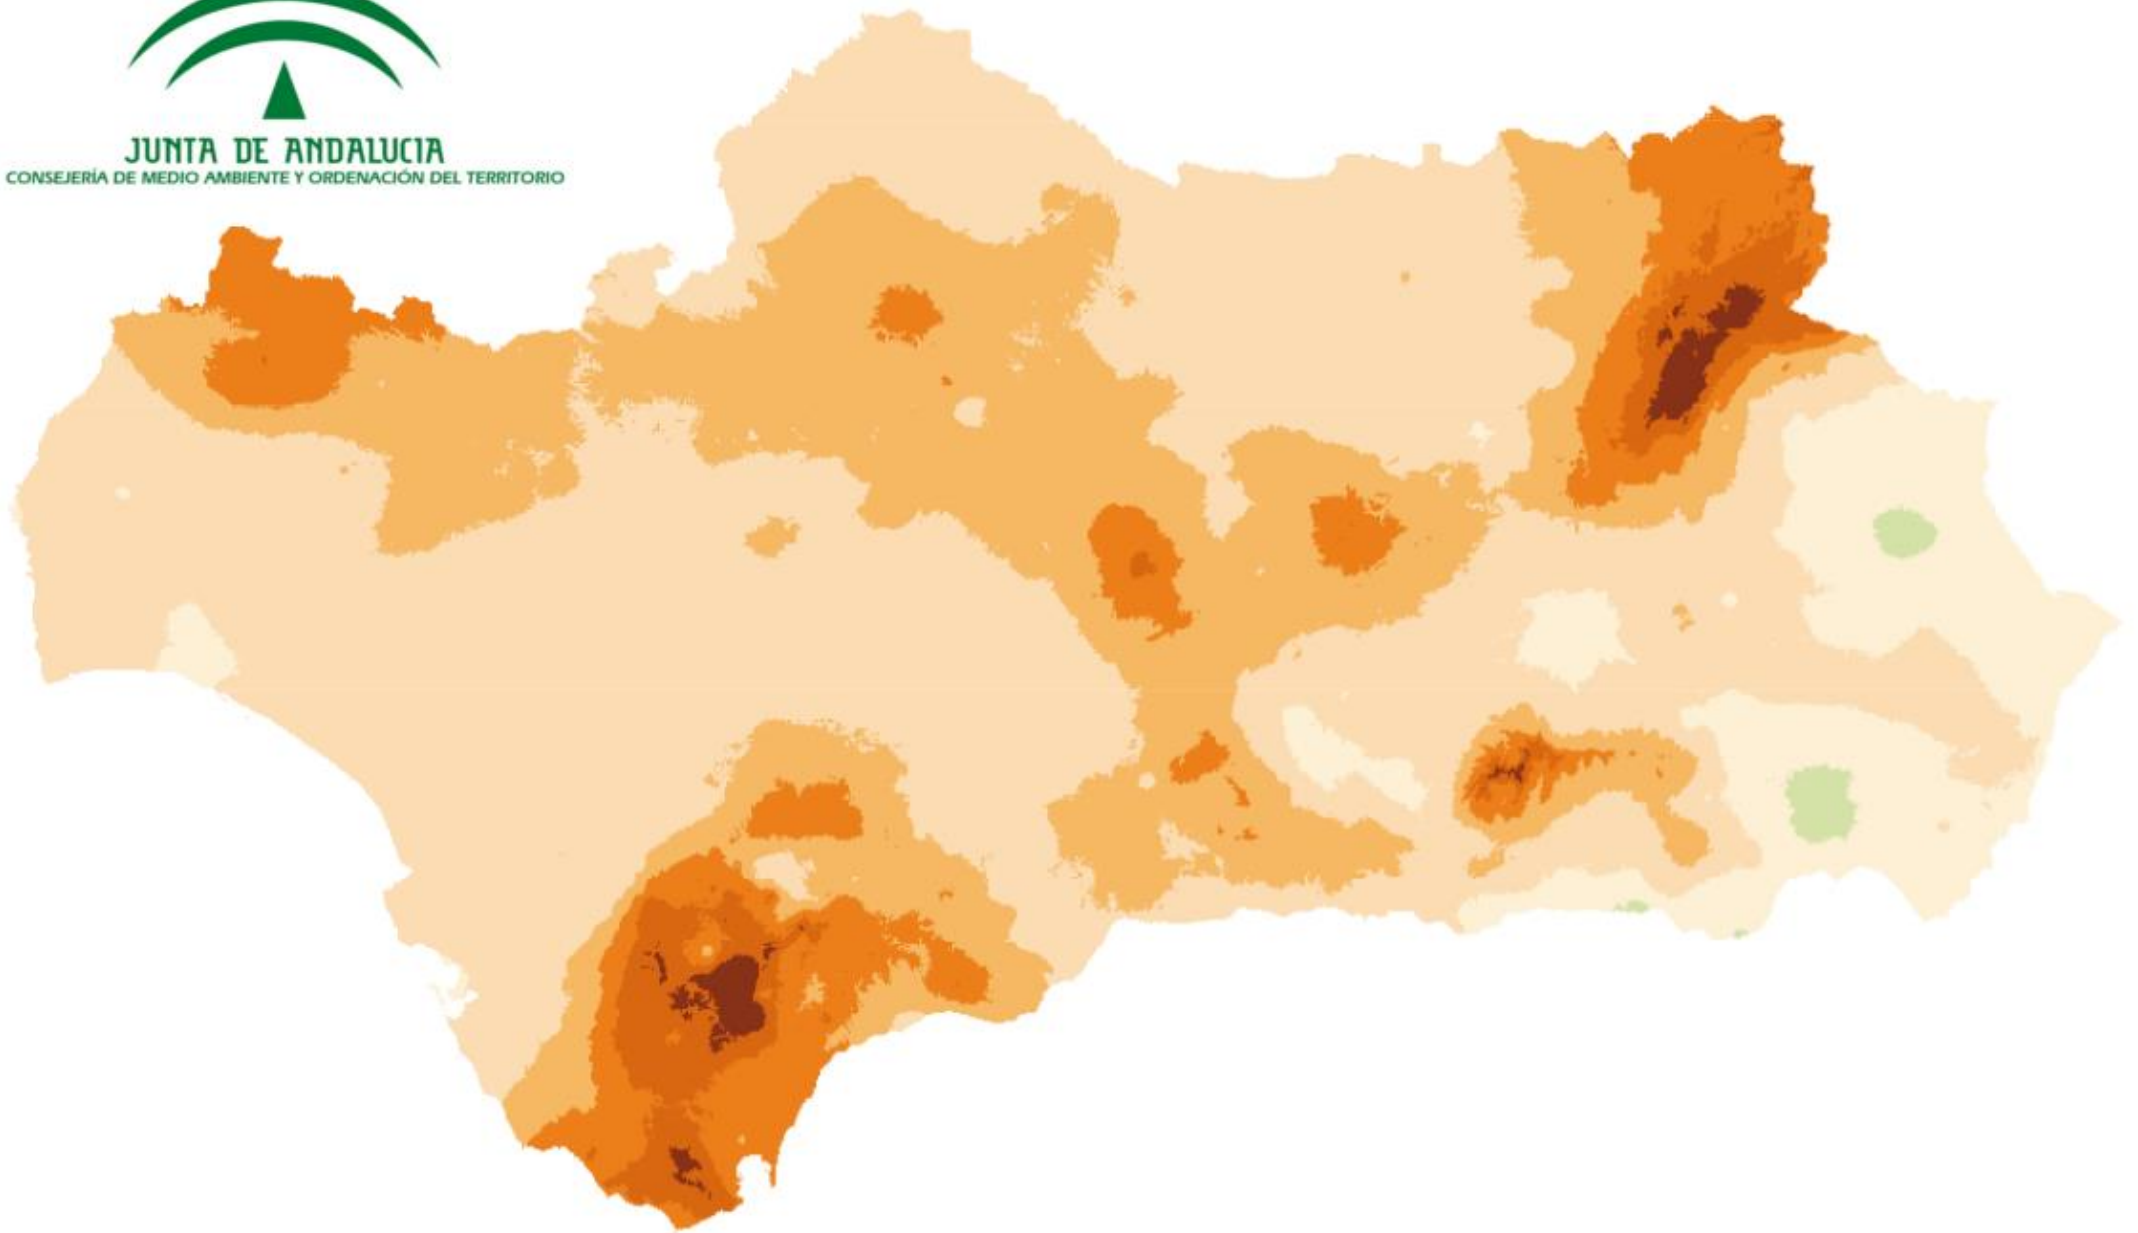 JUNTA DE ANDALUCIA
CONSEJERÍA DE MEDIO AMBIENTE Y ORDENACIÓN DEL TERRITORIO